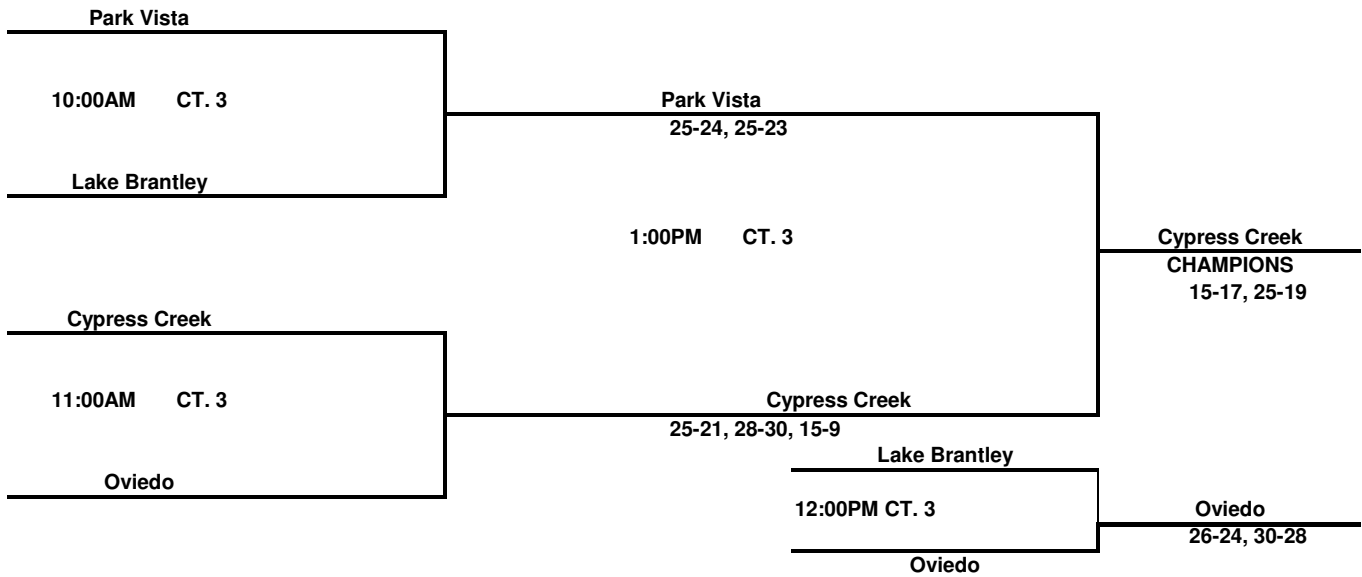 Park Vista
10:00AM CT. 3
Park Vista
25-24, 25-23
Lake Brantley
1:00PM CT. 3
Cypress Creek
CHAMPIONS
15-17, 25-19
Cypress Creek
11:00AM CT. 3
Cypress Creek
25-21, 28-30, 15-9
Lake Brantley
Oviedo
12:00PM CT. 3
Oviedo
26-24, 30-28
Oviedo